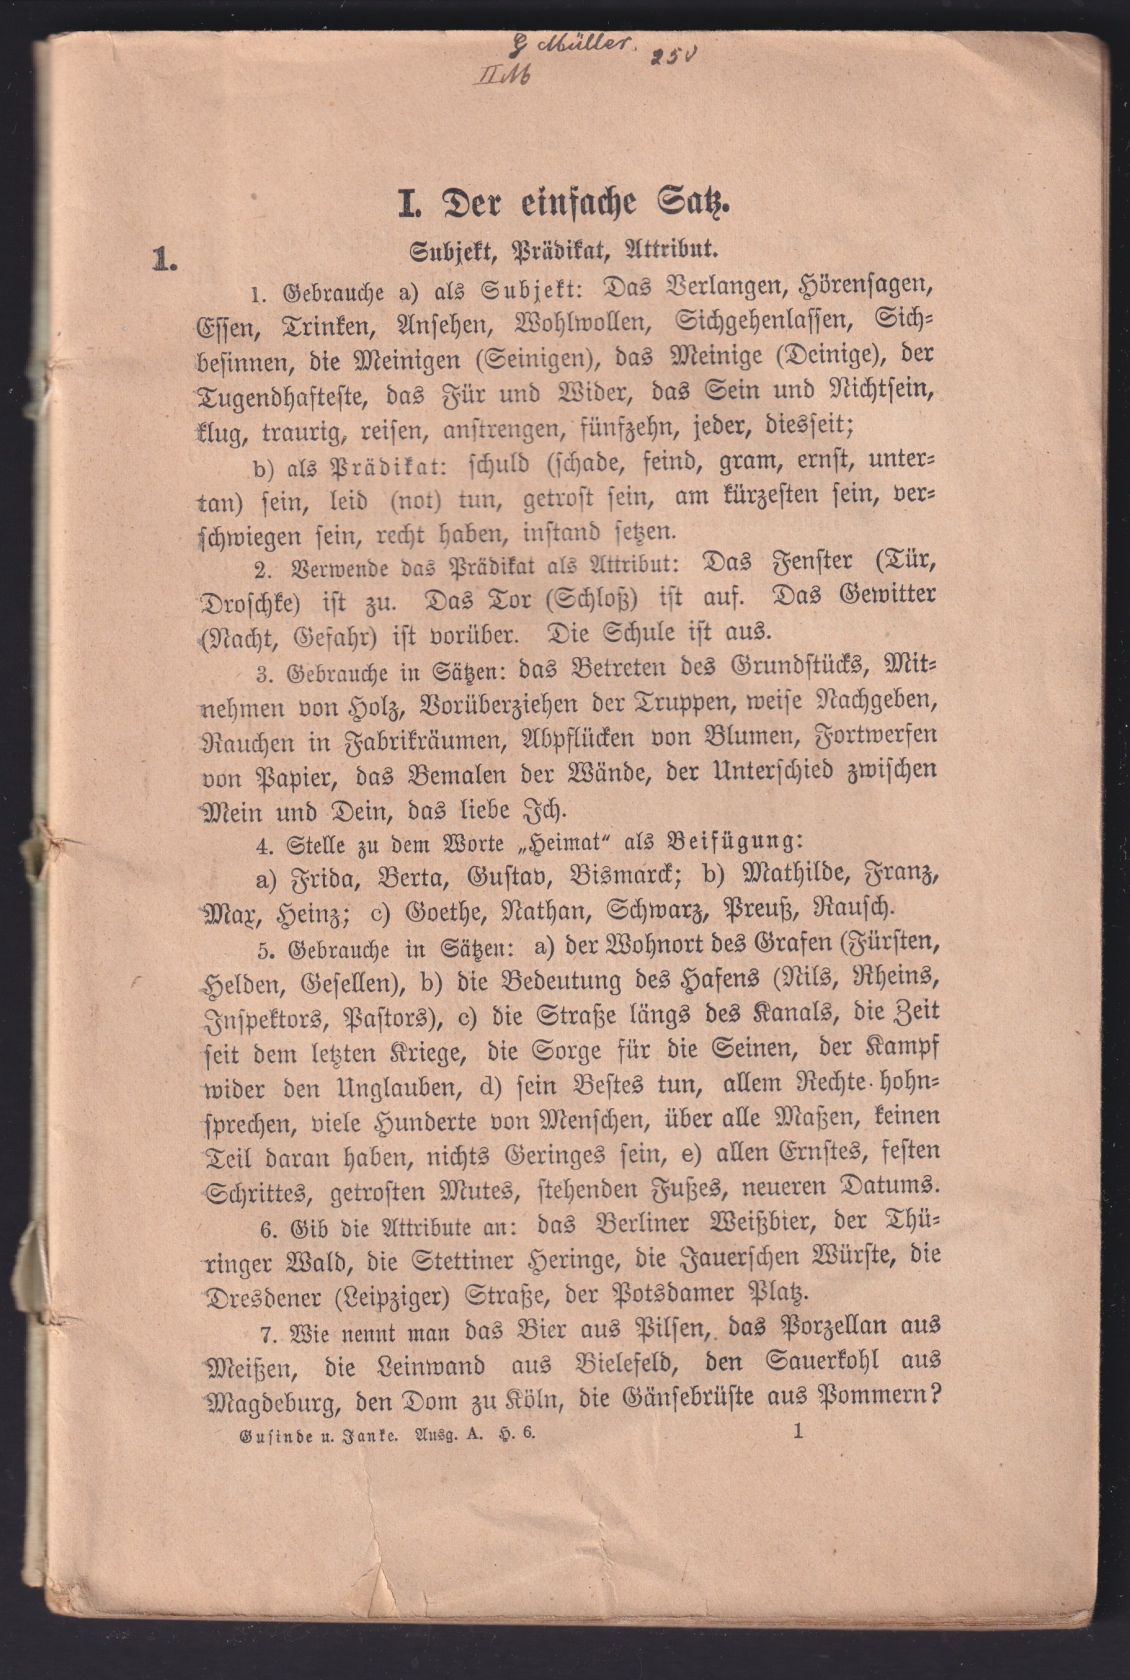 G Müller. 250
II M
I. Der einfache Satz.
1. Subjekt, Prädikat, Attribut.
1. Gebrauche a) als Subjekt: Das Verlangen, Hörensagen,
Essen, Trinken, Ansehen, Wohlwollen, Sichgehenlassen, Sich-
besinnen, die Meinigen (Seinigen), das Meinige (Deinige), der
Tugendhafteste, das Für und Wider, das Sein und Nichtsein,
klug, traurig, reisen, anstrengen, fünfzehn, jeder, diesseit;
b) als Prädikat: schuld (schade, feind, gram, ernst, unter-
tan) sein, leid (not) tun, getrost sein, am kürzesten sein, ver-
schwiegen sein, recht haben, instand setzen.
2. Verwende das Prädikat als Attribut: Das Fenster (Tür,
Droschke) ist zu. Das Tor (Schloß) ist auf. Das Gewitter
(Nacht, Gefahr) ist vorüber. Die Schule ist aus.
3. Gebrauche in Sätzen: das Betreten des Grundstücks, Mit-
nehmen von Holz, Vorüberziehen der Truppen, weise Nachgeben,
Rauchen in Fabrikräumen, Abpflücken von Blumen, Fortwerfen
von Papier, das Bemalen der Wände, der Unterschied zwischen
Mein und Dein, das liebe Ich.
4. Stelle zu dem Worte „Heimat“ als Beifügung:
a) Frida, Berta, Gustav, Bismarck; b) Mathilde, Franz,
Max, Heinz; c) Goethe, Nathan, Schwarz, Preuß, Rausch.
5. Gebrauche in Sätzen: a) der Wohnort des Grafen (Fürsten,
Helden, Gesellen), b) die Bedeutung des Hafens (Nils, Rheins,
Inspektors, Pastors), c) die Straße längs des Kanals, die Zeit
seit dem letzten Kriege, die Sorge für die Seinen, der Kampf
wider den Unglauben, d) sein Bestes tun, allem Rechte hohn-
sprechen, viele Hunderte von Menschen, über alle Maßen, keinen
Teil daran haben, nichts Geringes sein, e) allen Ernstes, festen
Schrittes, getrosten Mutes, stehenden Fußes, neueren Datums.
6. Gib die Attribute an: das Berliner Weißbier, der Thü-
ringer Wald, die Stettiner Heringe, die Jauerschen Würste, die
Dresdener (Leipziger) Straße, der Potsdamer Platz.
7. Wie nennt man das Bier aus Pilsen, das Porzellan aus
Meißen, die Leinwand aus Bielefeld, den Sauerkohl aus
Magdeburg, den Dom zu Köln, die Gänsebrüste aus Pommern?
Gusinde u. Janke. Ausg. A. H. 6. 1